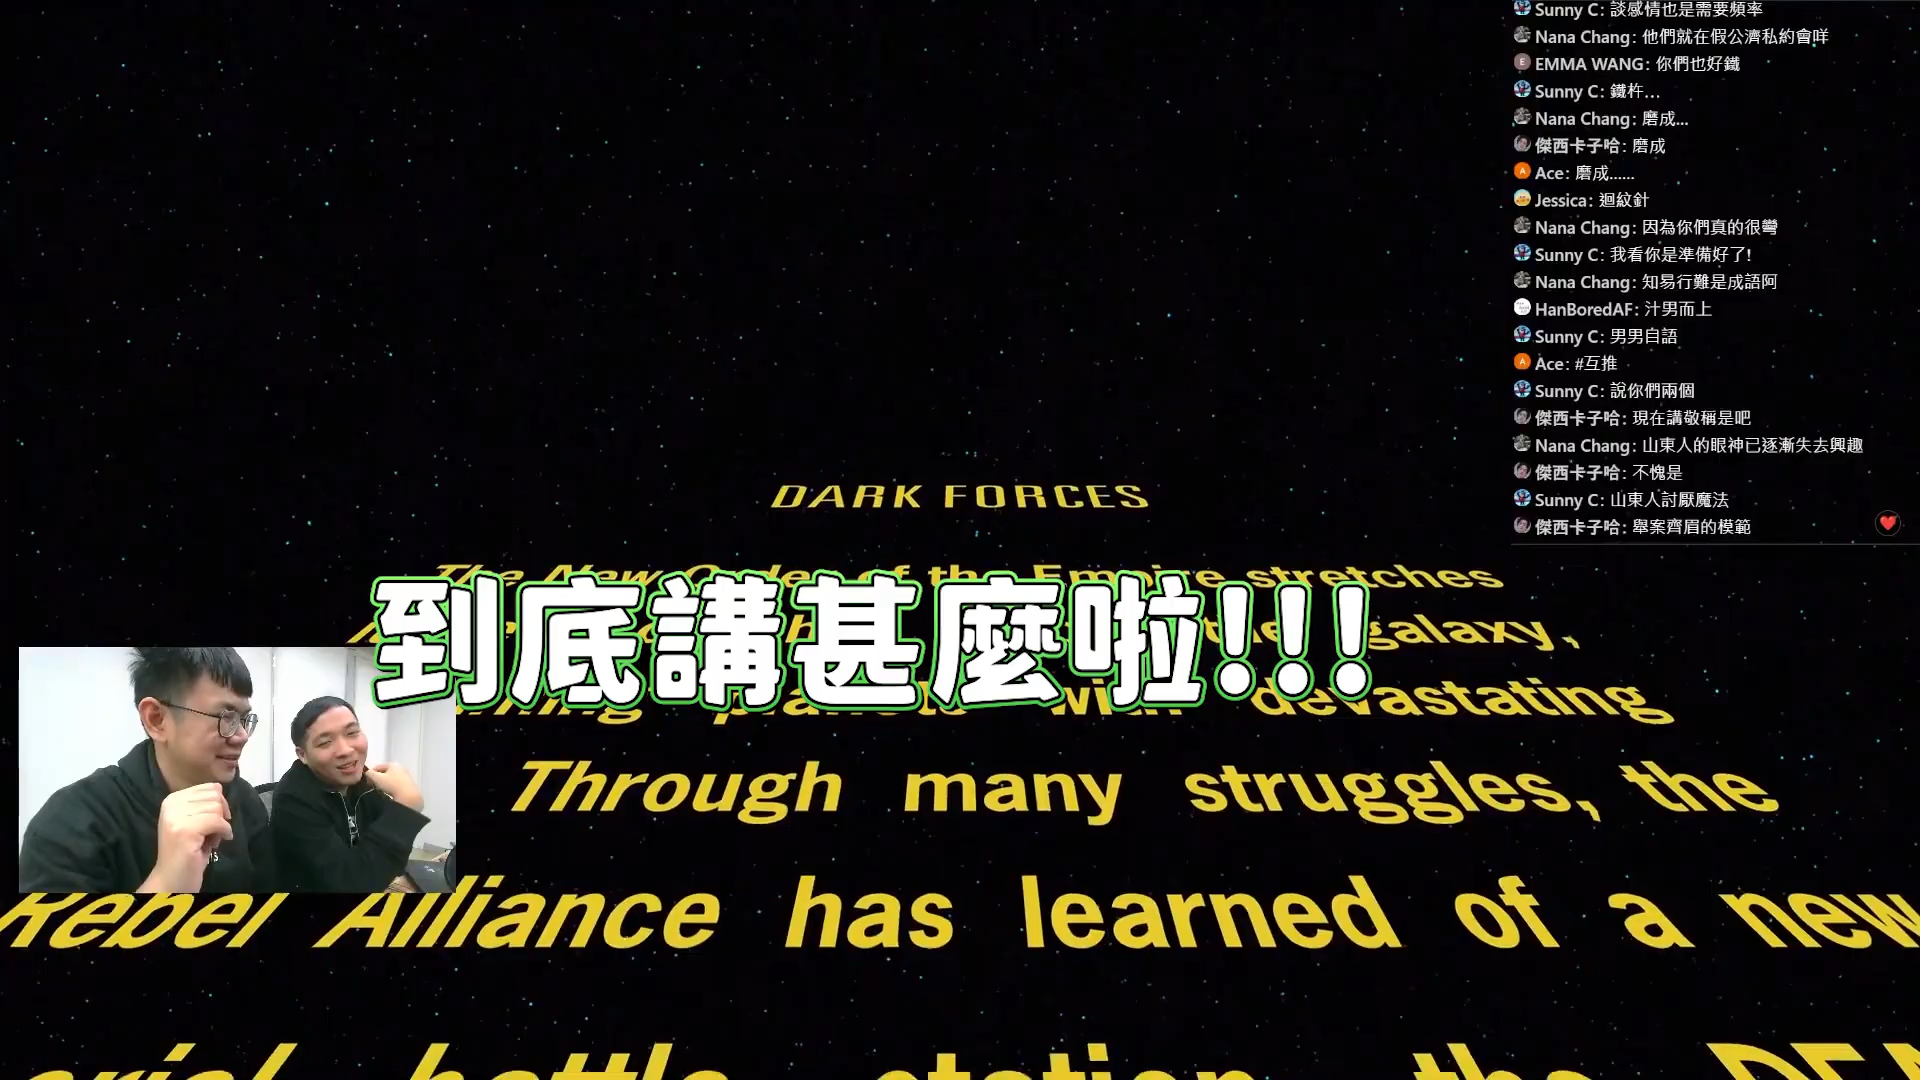 Sunny C: 談感情也是需要頻率
Nana Chang: 他們就在假公濟私約會咩
EMMA WANG: 你們也好鐵
Sunny C: 鐵杵…
Nana Chang: 磨成...
傑西卡子哈: 磨成
Ace: 磨成......
Jessica: 迴紋針
Nana Chang: 因為你們真的很彎
Sunny C: 我看你是準備好了!
Nana Chang: 知易行難是成語阿
HanBoredAF: 汁男而上
Sunny C: 男男自語
Ace: #互推
Sunny C: 說你們兩個
傑西卡子哈: 現在講敬稱是吧
Nana Chang: 山東人的眼神已逐漸失去興趣
傑西卡子哈: 不愧是
Sunny C: 山東人討厭魔法
傑西卡子哈: 舉案齊眉的模範
DARK FORCES
The New Order of the Empire stretches
galaxy,
到底講甚麼啦!!!
planets with devastating
Through many struggles, the
Rebel Alliance has learned of a new
battle station, the